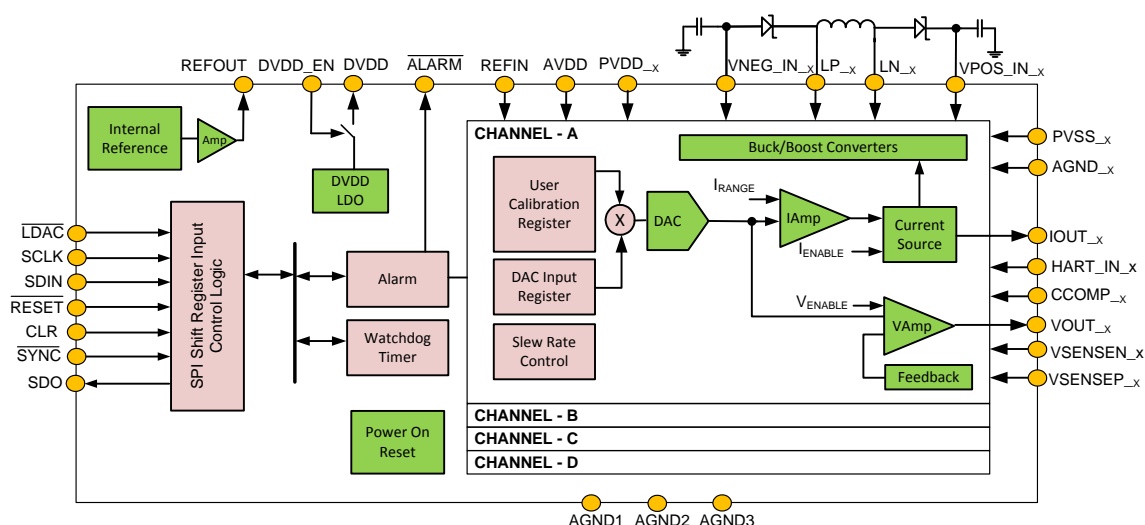 REFOUT
DVDD_EN
DVDD
ALARM
REFIN
AVDD
PVDD_X
VNEG_IN_X
LP_X
LN_X
VPOS_IN_X
Internal
Reference
Amp
DVDD
LDO
LDAC
SCLK
SDIN
RESET
CLR
SYNC
SDO
SPI Shift Register Input
Control Logic
Alarm
Watchdog
Timer
Power On
Reset
CHANNEL - A
User
Calibration
Register
DAC Input
Register
Slew Rate
Control
X
DAC
Buck/Boost Converters
IRANGE
IAmp
IENABLE
Current
Source
VENABLE
VAmp
Feedback
CHANNEL - B
CHANNEL - C
CHANNEL - D
PVSS_X
AGND_X
IOUT_X
HART_IN_X
CCOMP_X
VOUT_X
VSENSEN_X
VSENSEP_X
AGND1
AGND2
AGND3